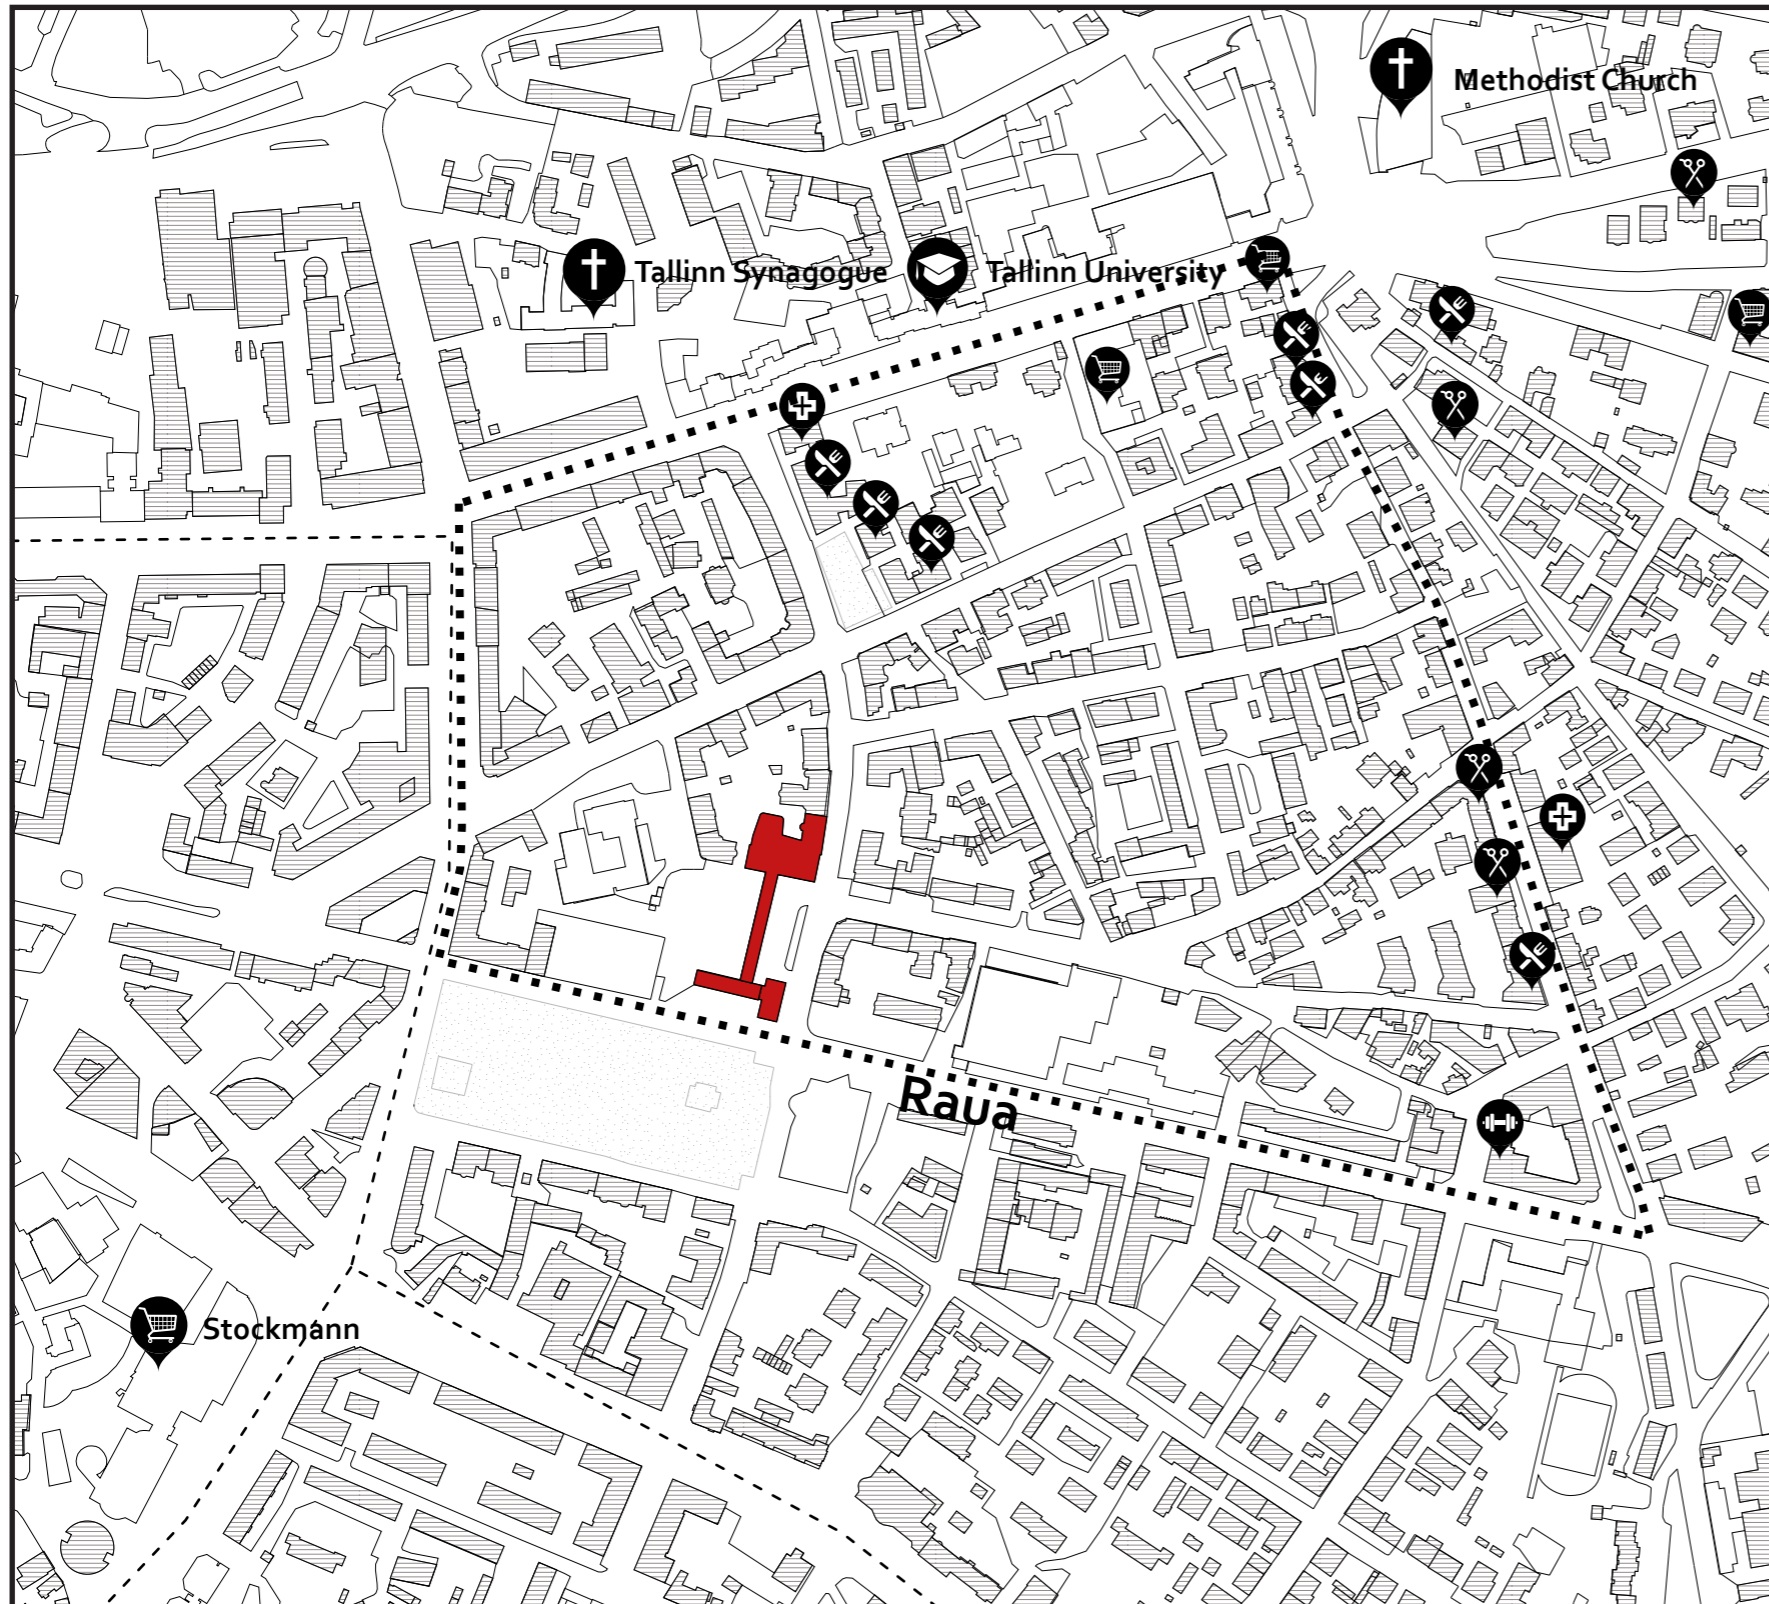 Methodist Church
Tallinn Synagogue
Tallinn University
Raua
Stockmann